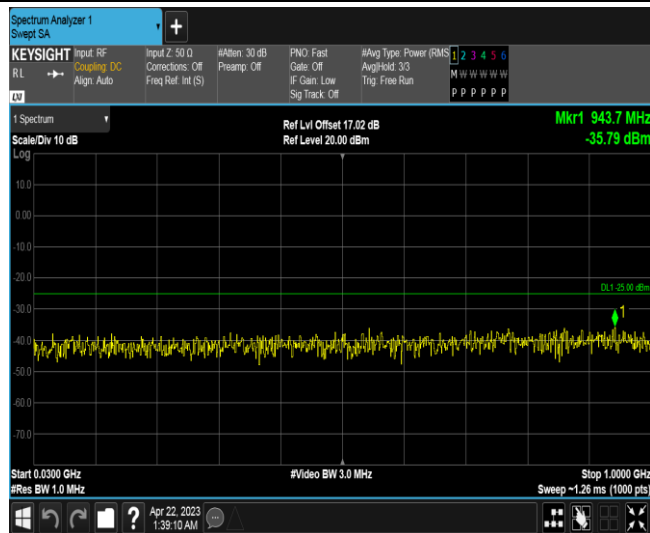 Spectrum Analyzer 1
Swept SA
+
KEYSIGHT
RL
LXI
Input: RF
Coupling: DC
Align: Auto
Input Z: 50 Ω
Corrections: Off
Freq Ref: Int (S)
#Atten: 30 dB
Preamp: Off
PNO: Fast
Gate: Off
IF Gain: Low
Sig Track: Off
#Avg Type: Power (RMS
Avg|Hold: 3/3
Trig: Free Run
1 2 3 4 5 6
M W W W W W
P P P P P P
1 Spectrum
Scale/Div 10 dB
Log
Ref Lvl Offset 17.02 dB
Ref Level 20.00 dBm
Mkr1 943.7 MHz
-35.79 dBm
10.0
0.00
-10.0
-20.0
DL1 -25.00 dBm
-30.0
1
-40.0
-50.0
-60.0
-70.0
Start 0.0300 GHz
#Res BW 1.0 MHz
#Video BW 3.0 MHz
Stop 1.0000 GHz
Sweep ~1.26 ms (1000 pts)
?
Apr 22, 2023
1:39:10 AM